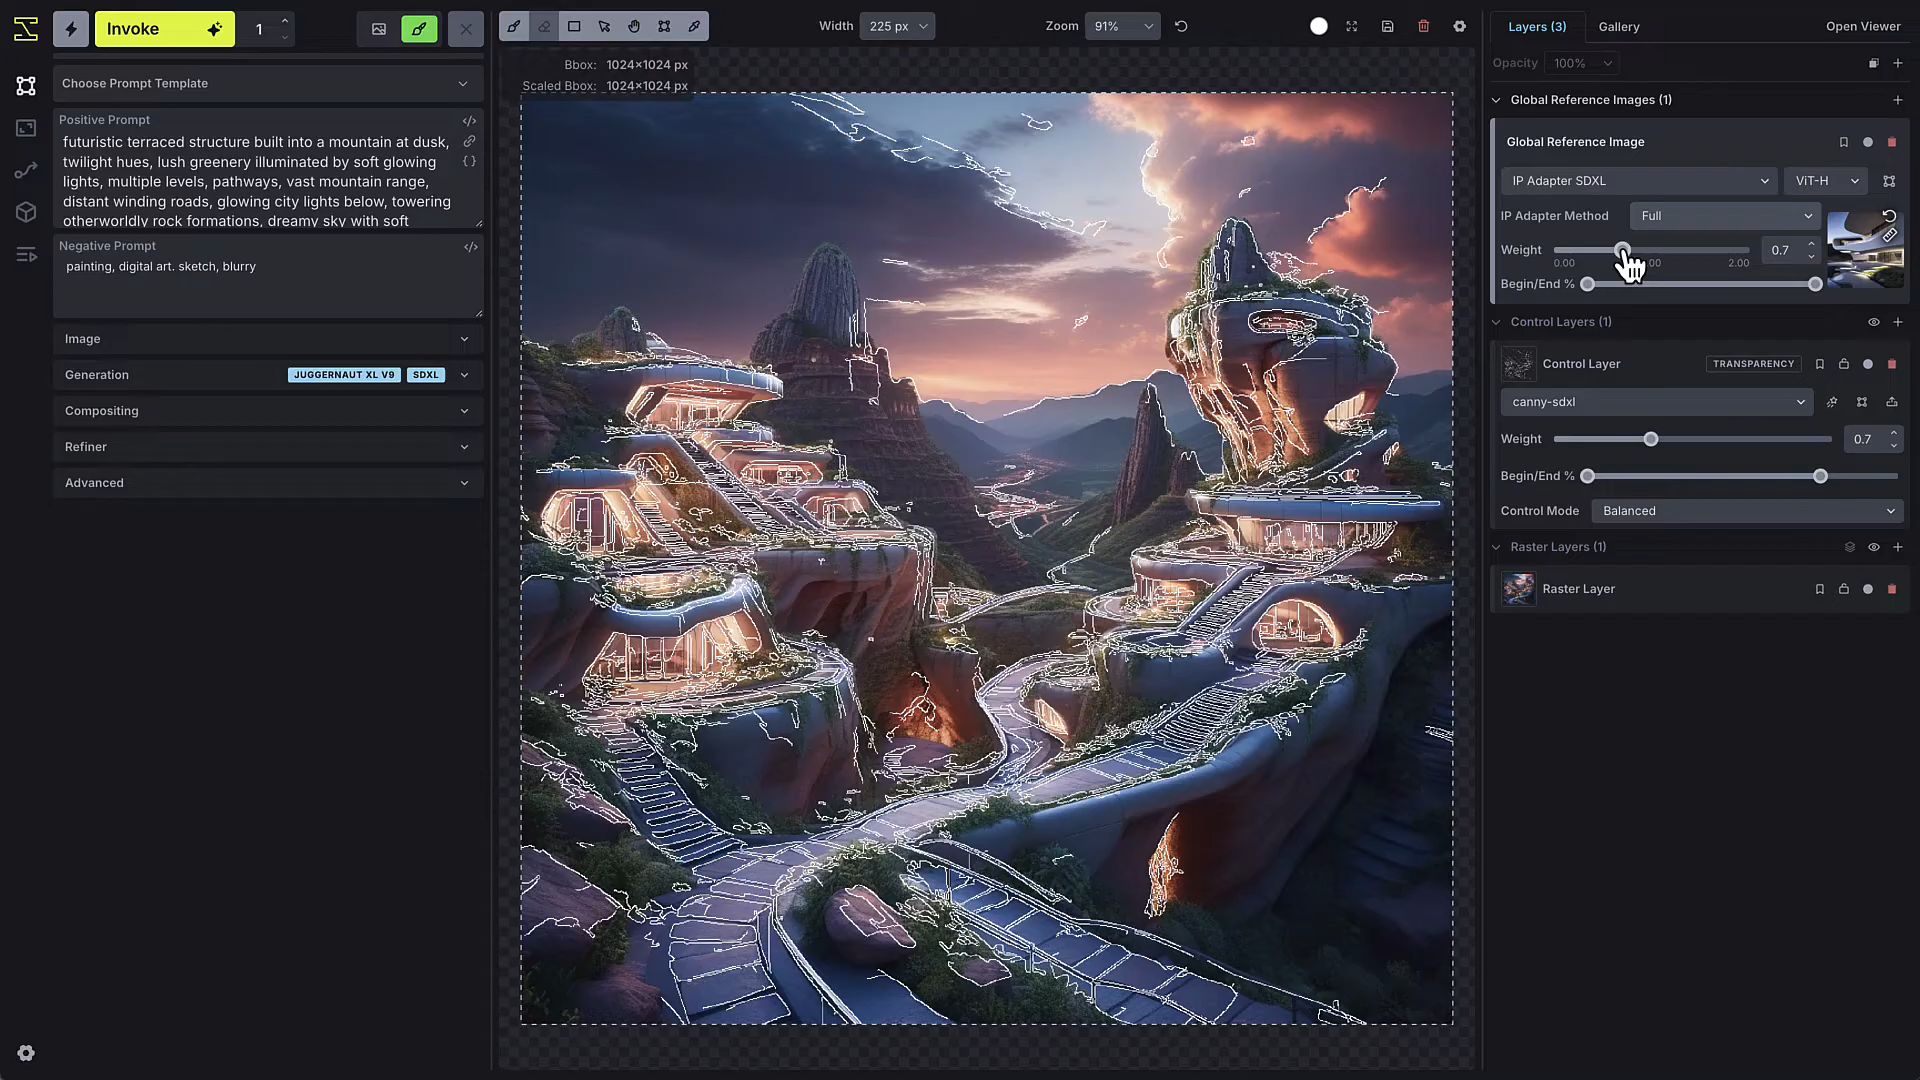 Invoke
1
Width
225 px
Zoom
91%
Layers (3)
Gallery
Open Viewer
Bbox: 1024×1024 px
Scaled Bbox: 1024×1024 px
Choose Prompt Template
Positive Prompt
futuristic terraced structure built into a mountain at dusk,
twilight hues, lush greenery illuminated by soft glowing
lights, multiple levels, pathways, vast mountain range,
distant winding roads, glowing city lights below, towering
otherworldly rock formations, dreamy sky with soft
Negative Prompt
painting, digital art. sketch, blurry
Image
Generation
JUGGERNAUT XL V9
SDXL
Compositing
Refiner
Advanced
Opacity
100%
Global Reference Images (1)
Global Reference Image
IP Adapter SDXL
ViT-H
IP Adapter Method
Full
Weight
0.7
0.00
.00
2.00
Begin/End %
Control Layers (1)
Control Layer
TRANSPARENCY
canny-sdxl
Weight
0.7
Begin/End %
Control Mode
Balanced
Raster Layers (1)
Raster Layer